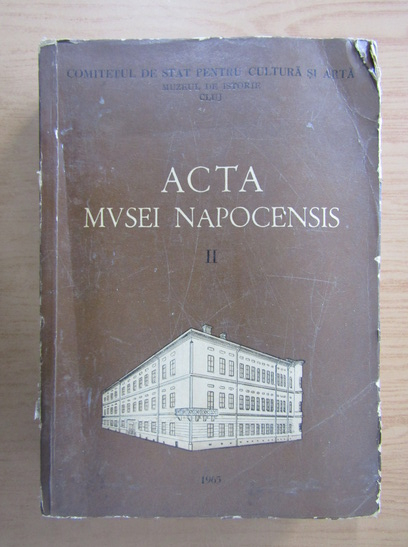 COMITETUL DE STAT PENTRU CULTURĂ ȘI ARTĂ
MUZEUL DE ISTORIE
CLUJ
ACTA
MVSEI NAPOCENSIS
II
1965